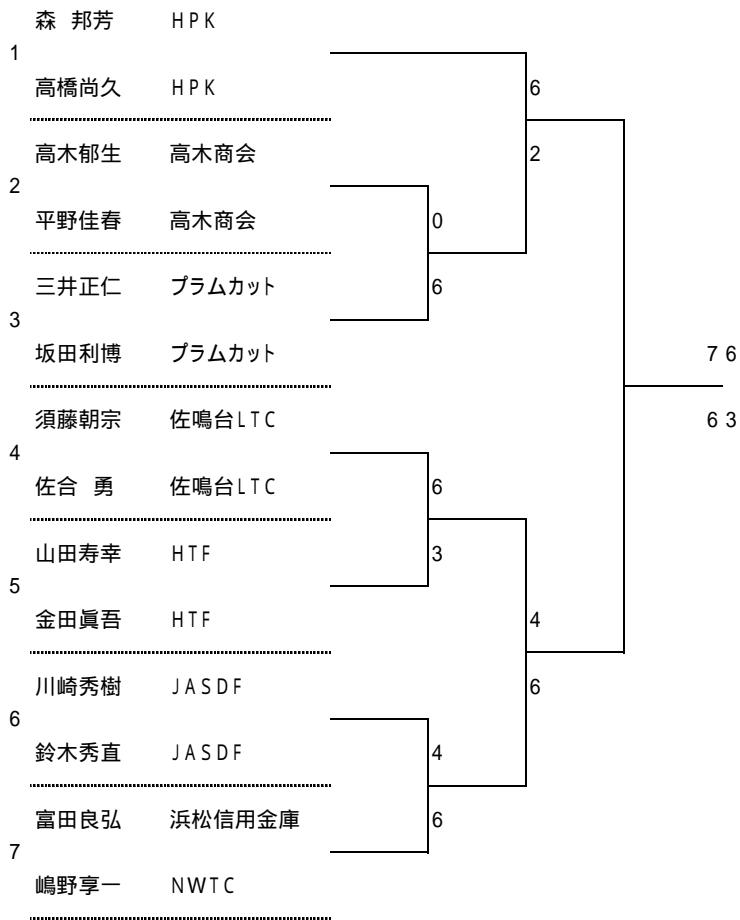 森 邦芳 HPK
1
高橋尚久 HPK 6
高木郁生 高木商会 2
2
平野佳春 高木商会 0
三井正仁 プラムカット 6
3
坂田利博 プラムカット 7 6
須藤朝宗 佐鳴台LTC 6 3
4
佐合 勇 佐鳴台LTC 6
山田寿幸 HTF 3
5
金田眞吾 HTF 4
川崎秀樹 JASDF 6
6
鈴木秀直 JASDF 4
富田良弘 浜松信用金庫 6
7
嶋野享一 NWTC